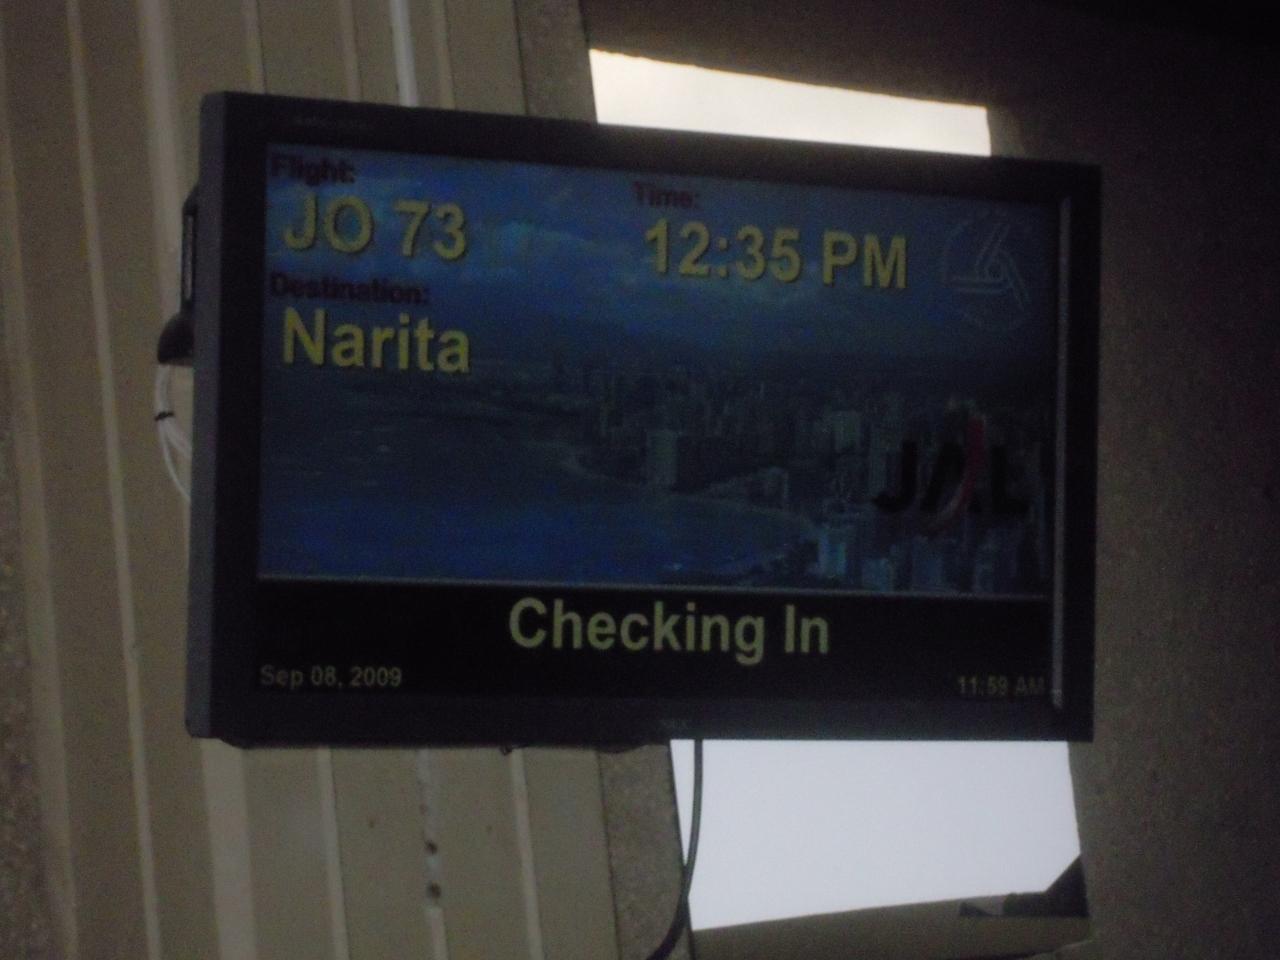 Flight:
JO 73
Time:
12:35 PM
Destination:
Narita
JAL
Checking In
Sep 08, 2009
11:59 AM